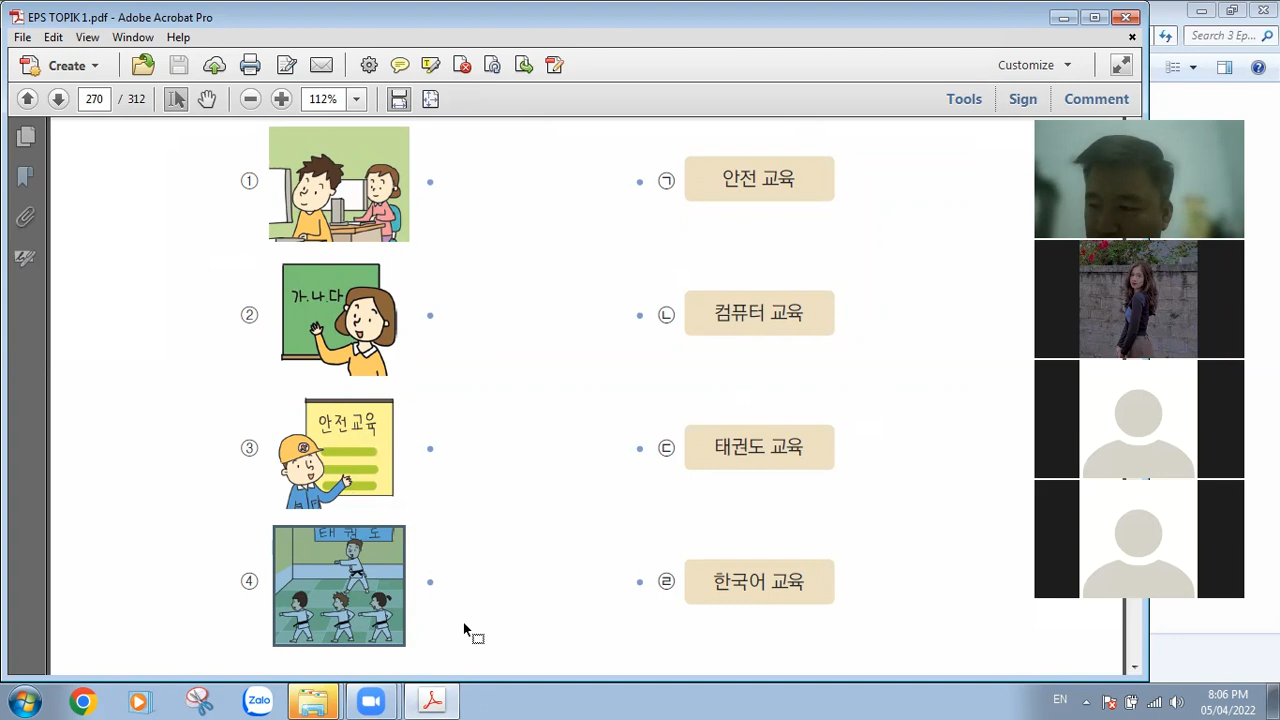 EPS TOPIK 1.pdf - Adobe Acrobat Pro
File Edit View Window Help
Create
Customize
270 / 312
112%
Tools Sign Comment
Search 3 Ep...
① ㉠ 안전 교육
② 가.나.다 ㉡ 컴퓨터 교육
③ 안전교육 ㉢ 태권도 교육
④ 태권도 ㉣ 한국어 교육
Zalo
EN
8:06 PM
05/04/2022